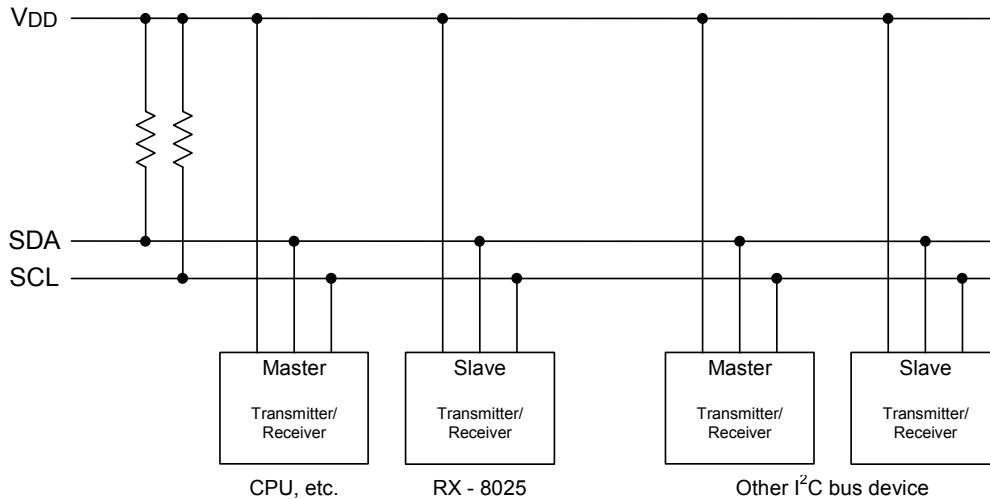 VDD
SDA
SCL
Master
Transmitter/
Receiver
CPU, etc.
Slave
Transmitter/
Receiver
RX - 8025
Master
Transmitter/
Receiver
Slave
Transmitter/
Receiver
Other I²C bus device